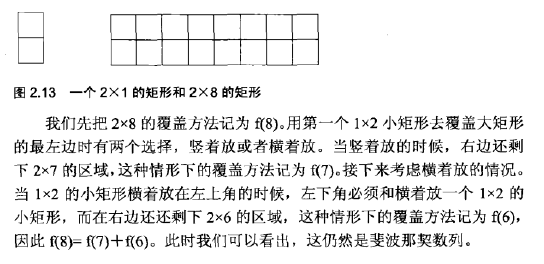 图 2.13 一个 2×1 的矩形和 2×8 的矩形
我们先把 2×8 的覆盖方法记为 f(8)。用第一个 1×2 小矩形去覆盖大矩形
的最左边时有两个选择，竖着放或者横着放。当竖着放的时候，右边还剩
下 2×7 的区域，这种情形下的覆盖方法记为 f(7)。接下来考虑横着放的情况。
当 1×2 的小矩形横着放在左上角的时候，左下角必须和横着放一个 1×2 的
小矩形，而在右边还还剩下 2×6 的区域，这种情形下的覆盖方法记为 f(6)，
因此 f(8)= f(7)＋f(6)。此时我们可以看出，这仍然是斐波那契数列。